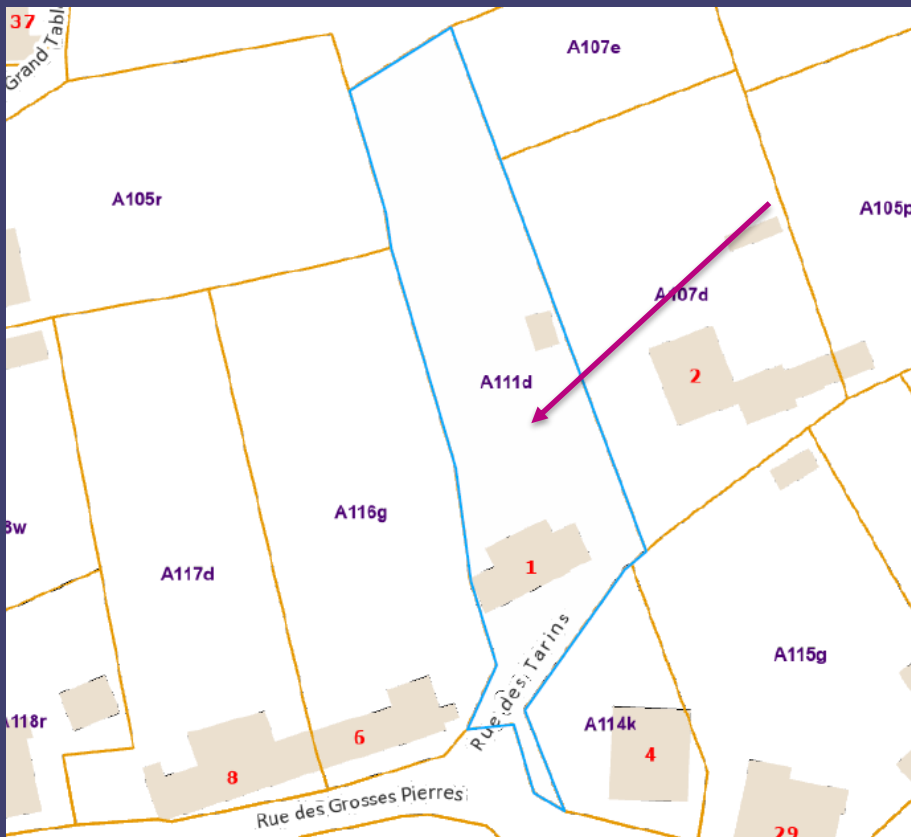 37
Grand Tabl
A107e
A105r
A105p
A107d
2
A111d
A116g
8w
A117d
1
Rue des Tarins
A115g
A118r
A114k
6
4
8
Rue des Grosses Pierres
29